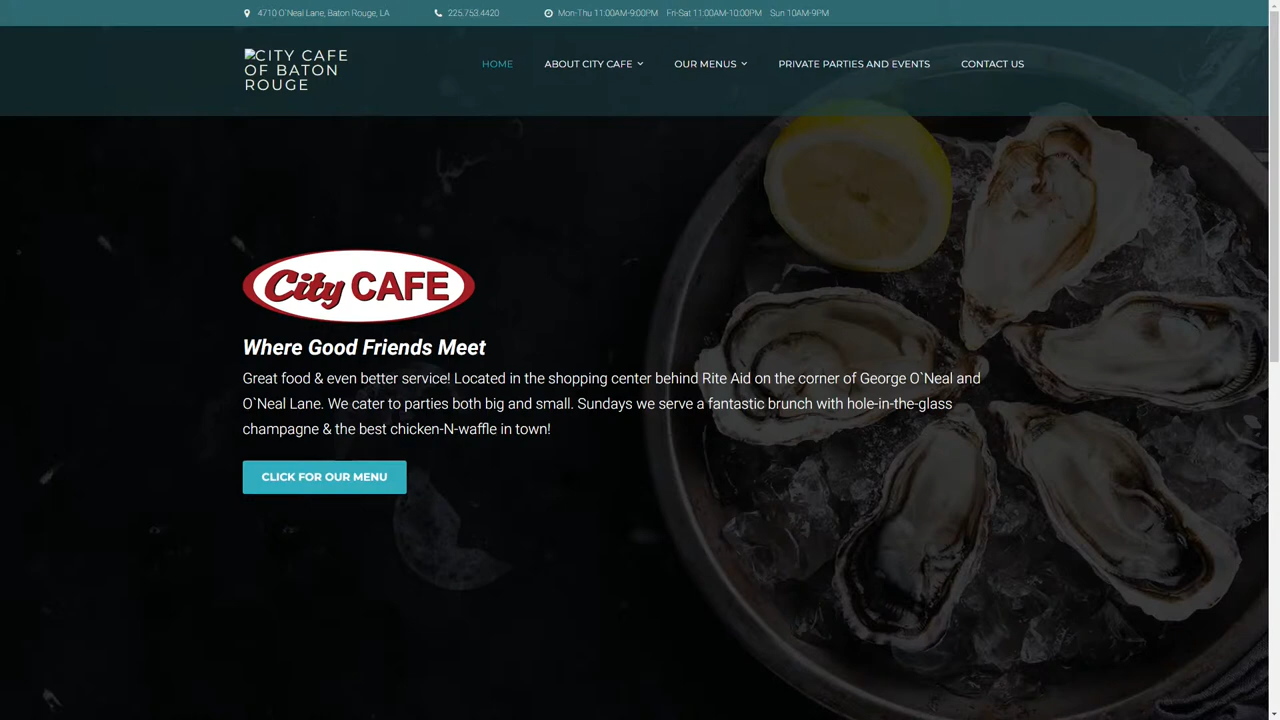 4710 O`Neal Lane, Baton Rouge, LA 225.753.4420 Mon-Thu 11:00AM-9:00PM Fri-Sat 11:00AM-10:00PM Sun 10AM-9PM
CITY CAFE
OF BATON
ROUGE
HOME ABOUT CITY CAFE OUR MENUS PRIVATE PARTIES AND EVENTS CONTACT US
City CAFE
Where Good Friends Meet
Great food & even better service! Located in the shopping center behind Rite Aid on the corner of George O`Neal and
O`Neal Lane. We cater to parties both big and small. Sundays we serve a fantastic brunch with hole-in-the-glass
champagne & the best chicken-N-waffle in town!
CLICK FOR OUR MENU